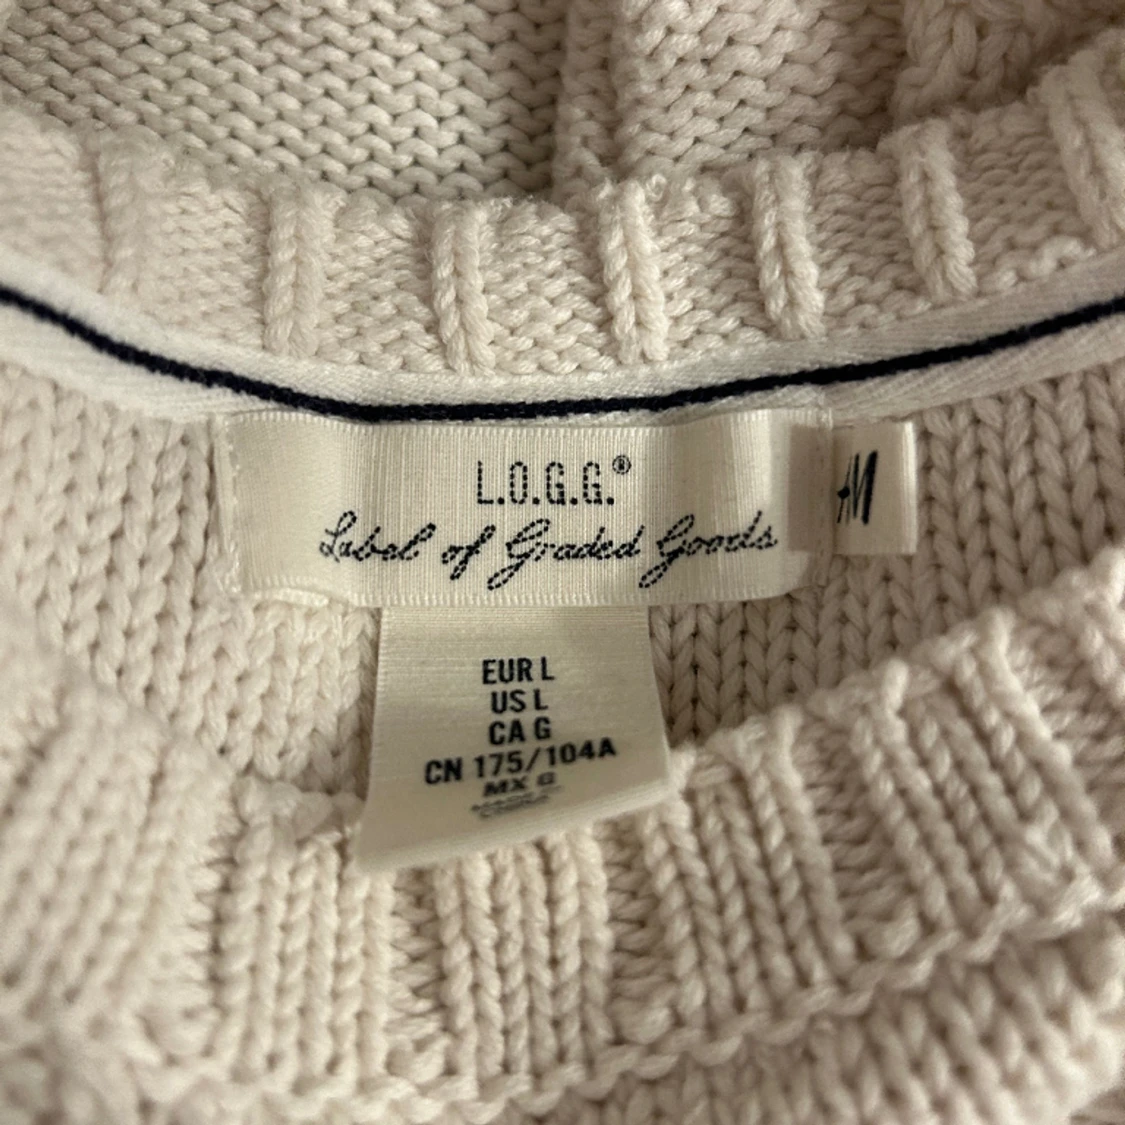 L.O.G.G.®
Label of Graded Goods
EUR L
US L
CA G
CN 175/104A
MX G